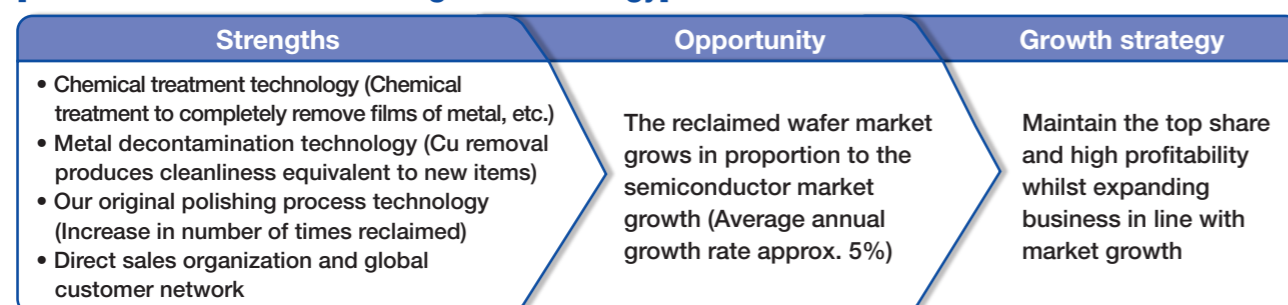 Strengths
• Chemical treatment technology (Chemical
treatment to completely remove films of metal, etc.)
• Metal decontamination technology (Cu removal
produces cleanliness equivalent to new items)
• Our original polishing process technology
(Increase in number of times reclaimed)
• Direct sales organization and global
customer network
Opportunity
The reclaimed wafer market
grows in proportion to the
semiconductor market
growth (Average annual
growth rate approx. 5%)
Growth strategy
Maintain the top share
and high profitability
whilst expanding
business in line with
market growth